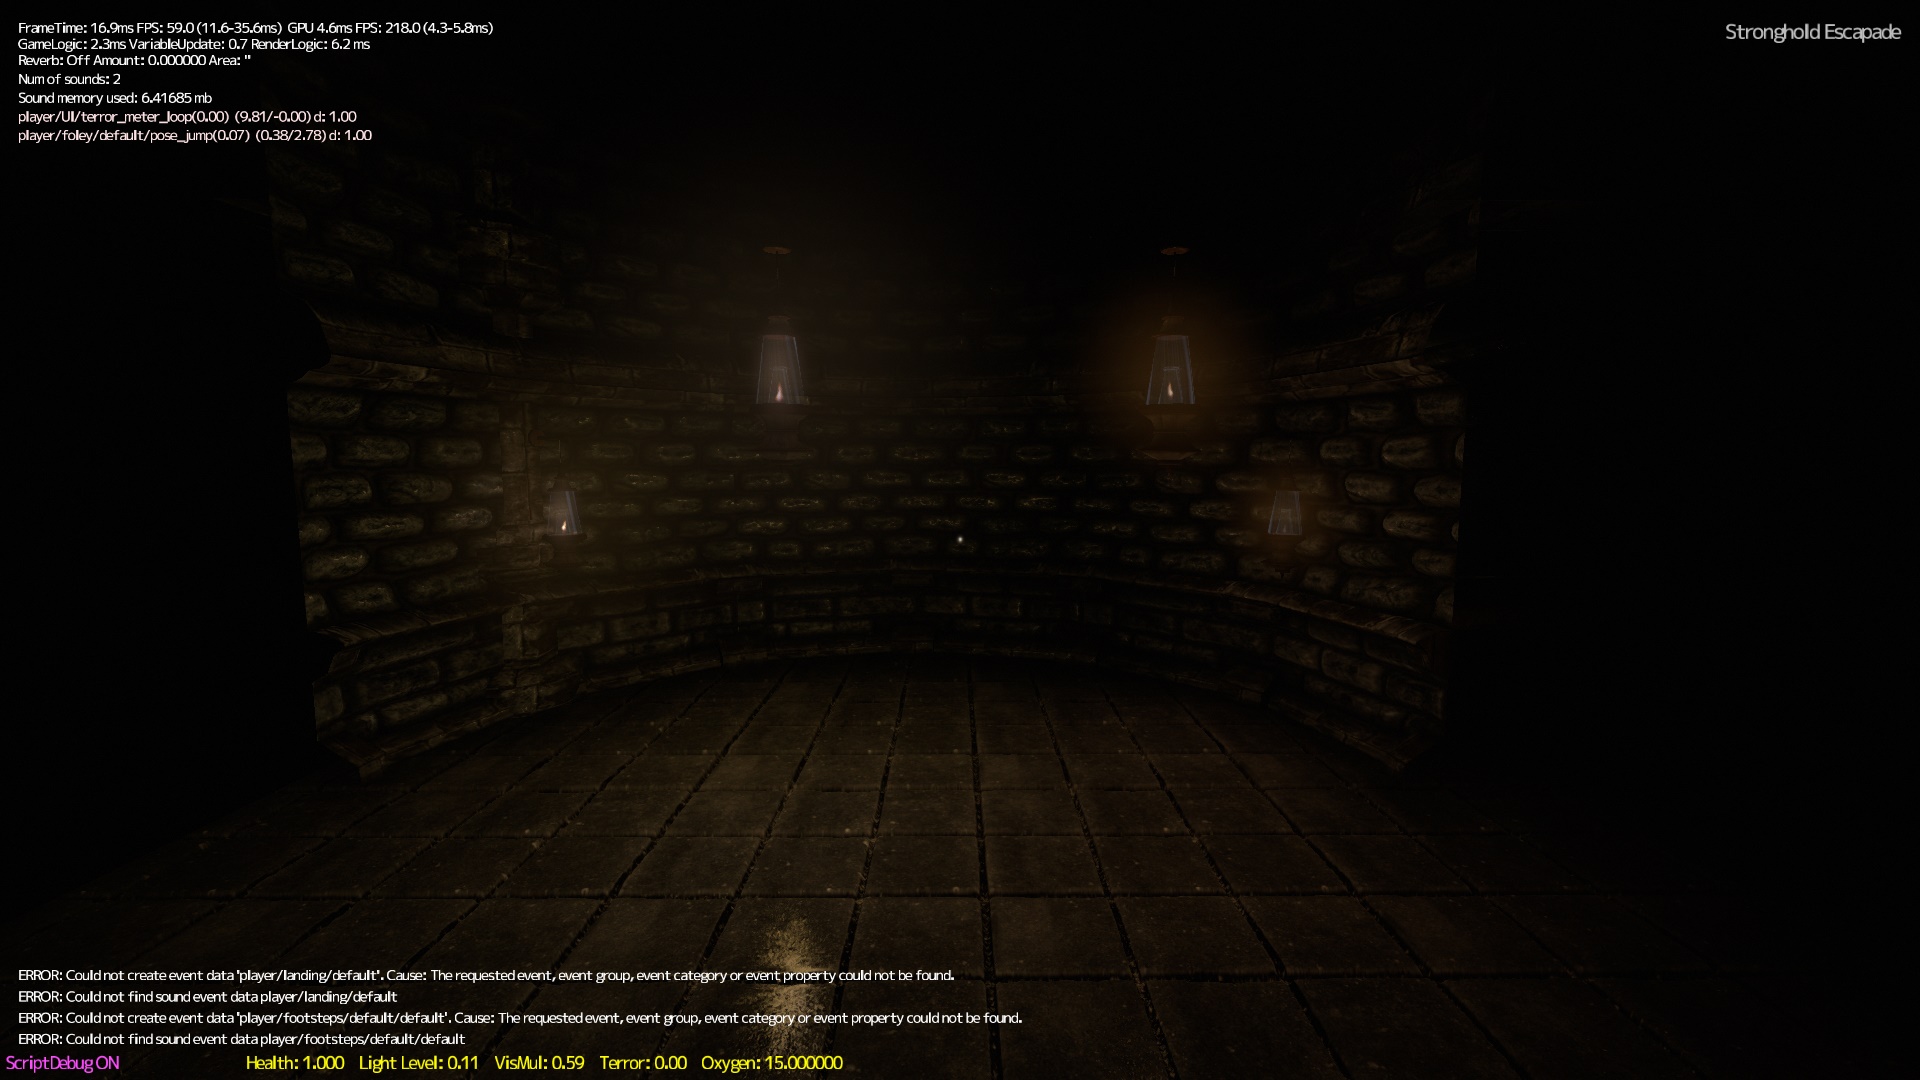 FrameTime: 16.9ms FPS: 59.0 (11.6-35.6ms) GPU 4.6ms FPS: 218.0 (4.3-5.8ms)
GameLogic: 2.3ms VariableUpdate: 0.7 RenderLogic: 6.2 ms
Reverb: Off Amount: 0.000000 Area: ''
Num of sounds: 2
Sound memory used: 6.41685 mb
player/UI/terror_meter_loop(0.00) (9.81/-0.00) d: 1.00
player/foley/default/pose_jump(0.07) (0.38/2.78) d: 1.00
Stronghold Escapade
ERROR: Could not create event data 'player/landing/default'. Cause: The requested event, event group, event category or event property could not be found.
ERROR: Could not find sound event data player/landing/default
ERROR: Could not create event data 'player/footsteps/default/default'. Cause: The requested event, event group, event category or event property could not be found.
ERROR: Could not find sound event data player/footsteps/default/default
ScriptDebug ON Health: 1.000 Light Level: 0.11 VisMul: 0.59 Terror: 0.00 Oxygen: 15.000000